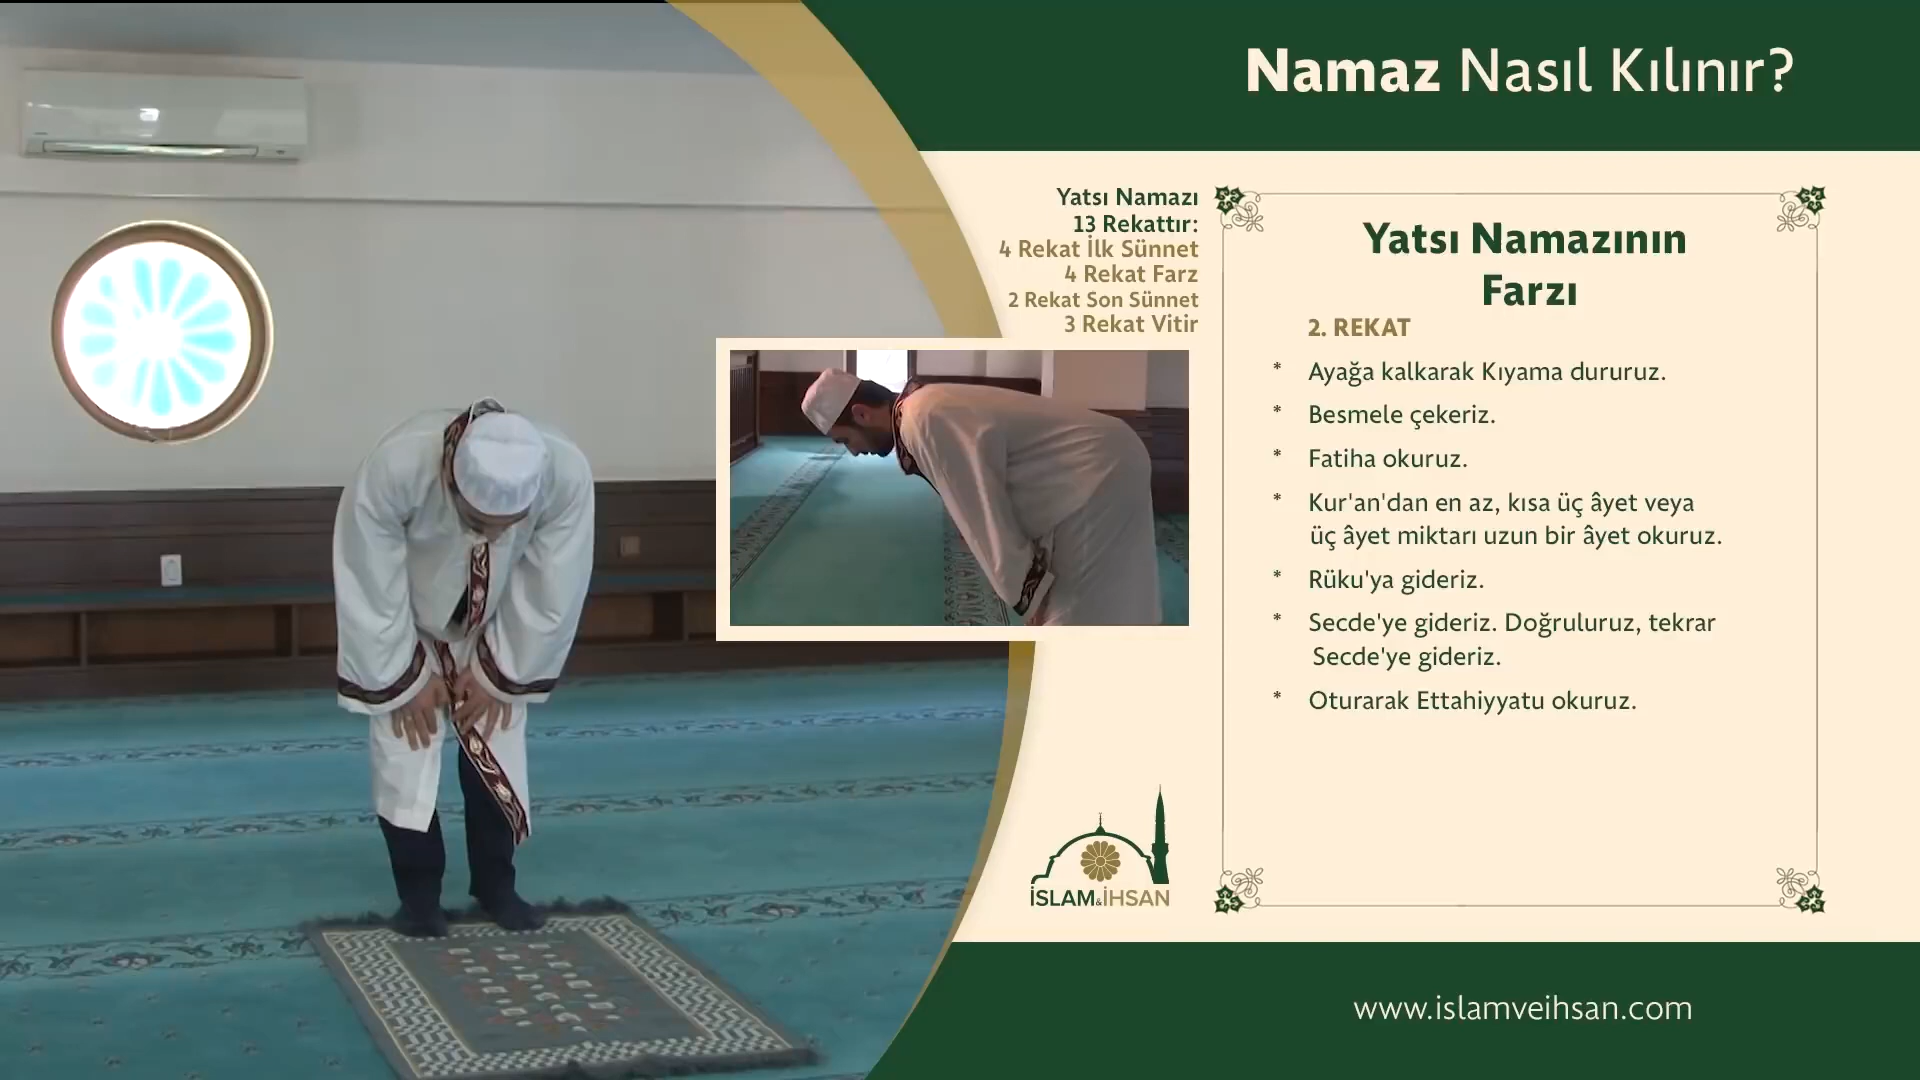 Namaz Nasıl Kılınır?
Yatsı Namazı
13 Rekattır:
4 Rekat İlk Sünnet
4 Rekat Farz
2 Rekat Son Sünnet
3 Rekat Vitir
Yatsı Namazının
Farzı
2. REKAT
* Ayağa kalkarak Kıyama dururuz.
* Besmele çekeriz.
* Fatiha okuruz.
* Kur'an'dan en az, kısa üç âyet veya
üç âyet miktarı uzun bir âyet okuruz.
* Rüku'ya gideriz.
* Secde'ye gideriz. Doğruluruz, tekrar
Secde'ye gideriz.
* Oturarak Ettahiyyatu okuruz.
İSLAM&İHSAN
www.islamveihsan.com